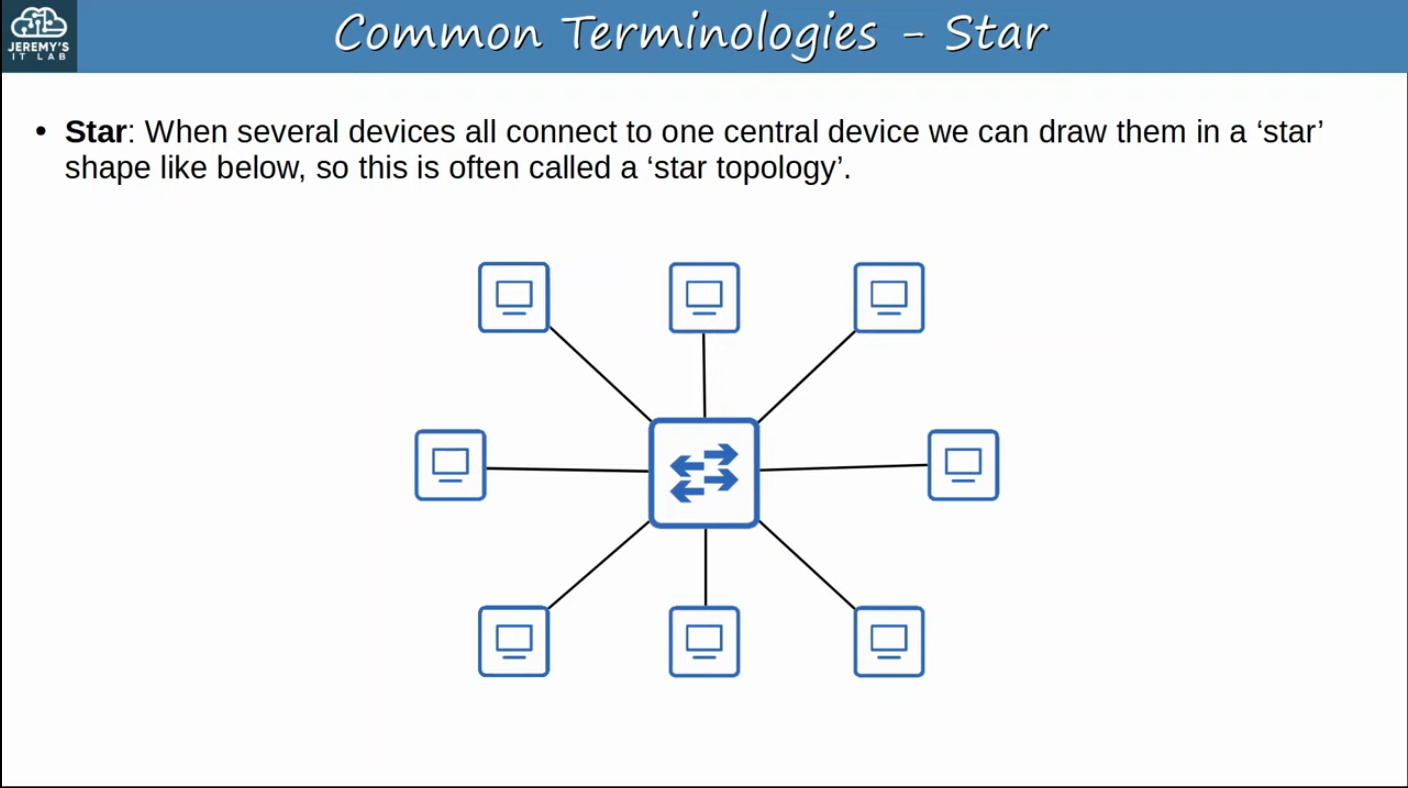 JEREMY'S
IT LAB
Common Terminologies - Star
• Star: When several devices all connect to one central device we can draw them in a ‘star’
shape like below, so this is often called a ‘star topology’.